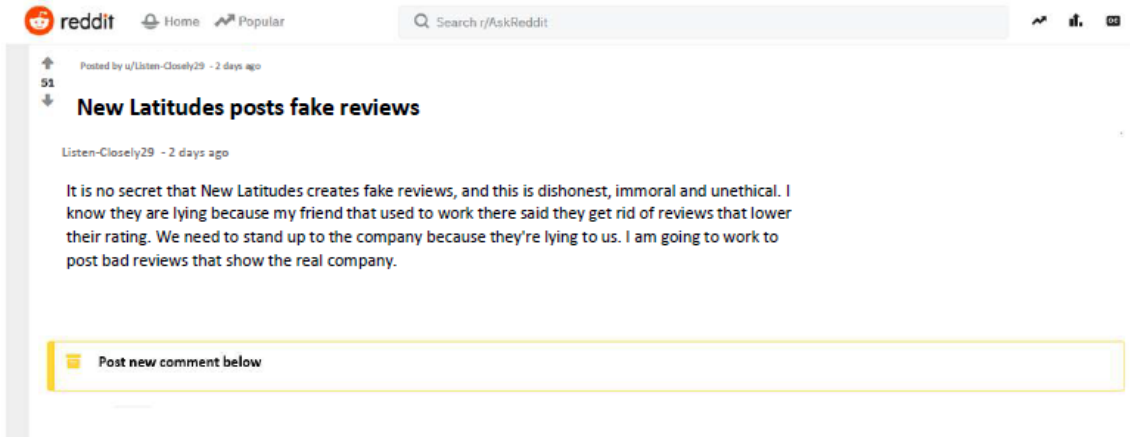 reddit Home Popular Search r/AskReddit
Posted by u/Listen-Closely29 - 2 days ago
51
New Latitudes posts fake reviews
Listen-Closely29 - 2 days ago
It is no secret that New Latitudes creates fake reviews, and this is dishonest, immoral and unethical. I
know they are lying because my friend that used to work there said they get rid of reviews that lower
their rating. We need to stand up to the company because they're lying to us. I am going to work to
post bad reviews that show the real company.
Post new comment below